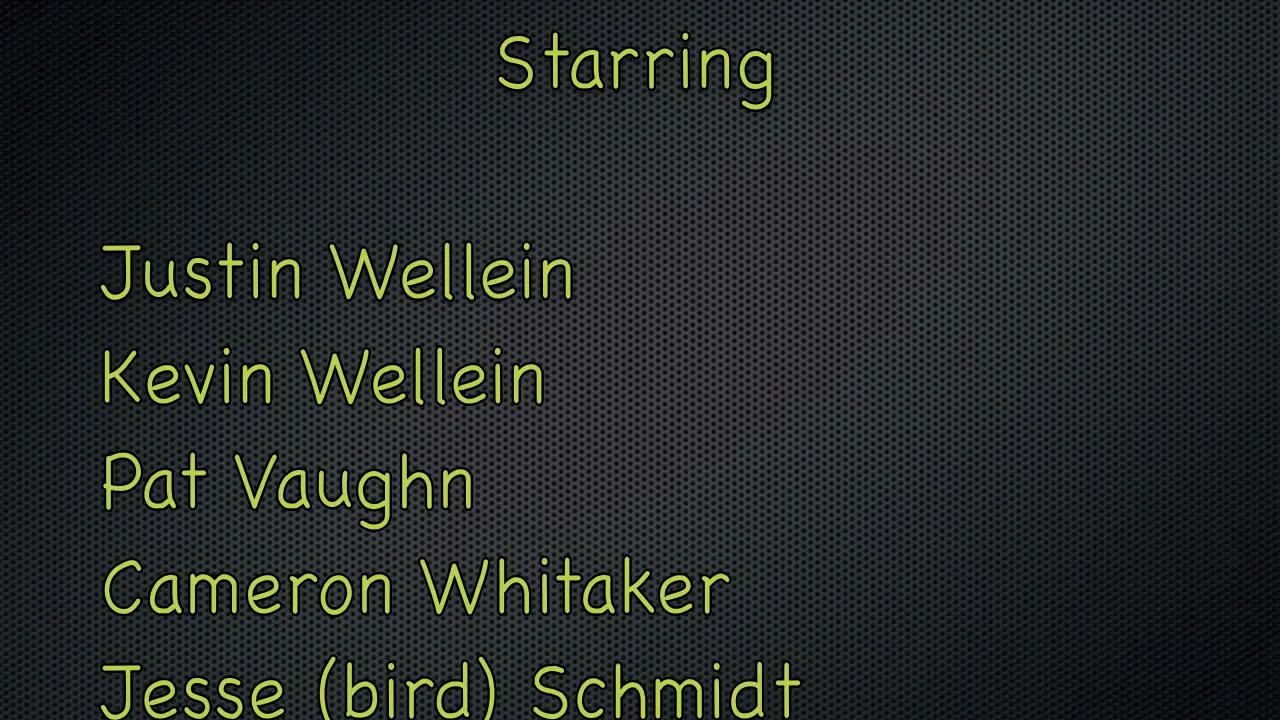 Starring
Justin Wellein
Kevin Wellein
Pat Vaughn
Cameron Whitaker
Jesse (bird) Schmidt